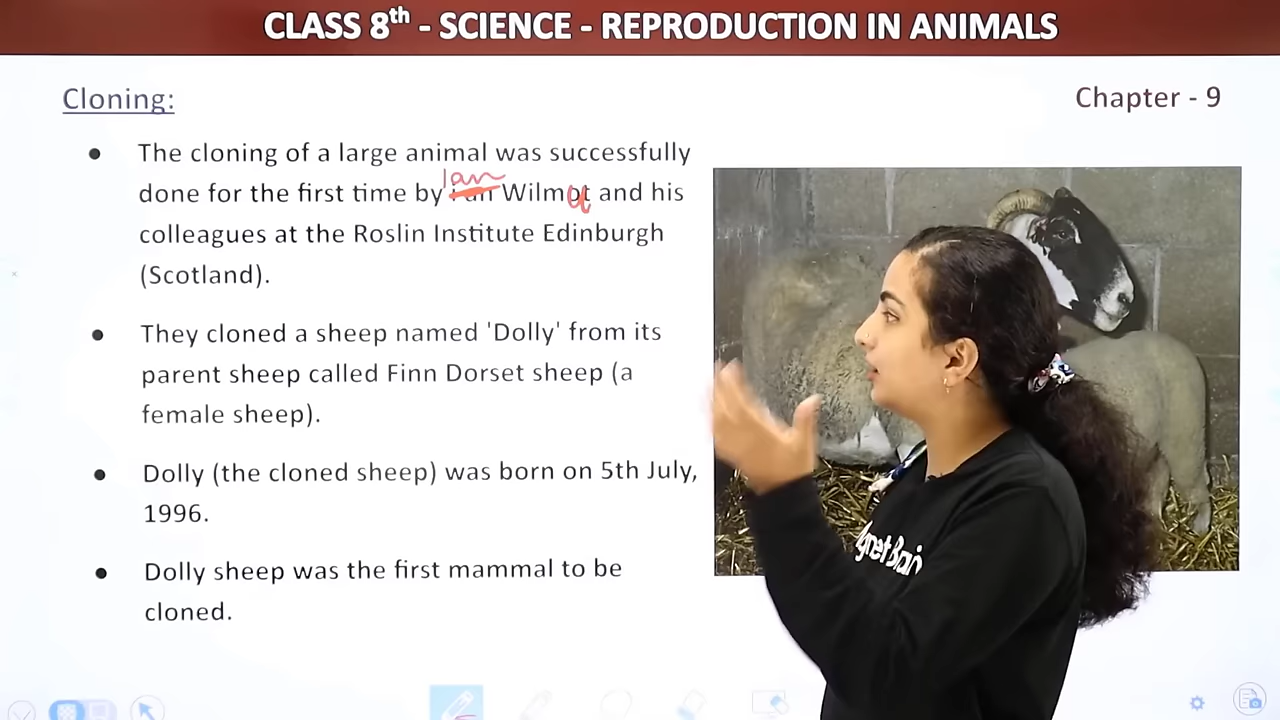 CLASS 8th - SCIENCE - REPRODUCTION IN ANIMALS
Cloning:
Chapter - 9
● The cloning of a large animal was successfully
done for the first time by Ian Wilmut and his
colleagues at the Roslin Institute Edinburgh
(Scotland).
● They cloned a sheep named 'Dolly' from its
parent sheep called Finn Dorset sheep (a
female sheep).
● Dolly (the cloned sheep) was born on 5th July,
1996.
● Dolly sheep was the first mammal to be
cloned.